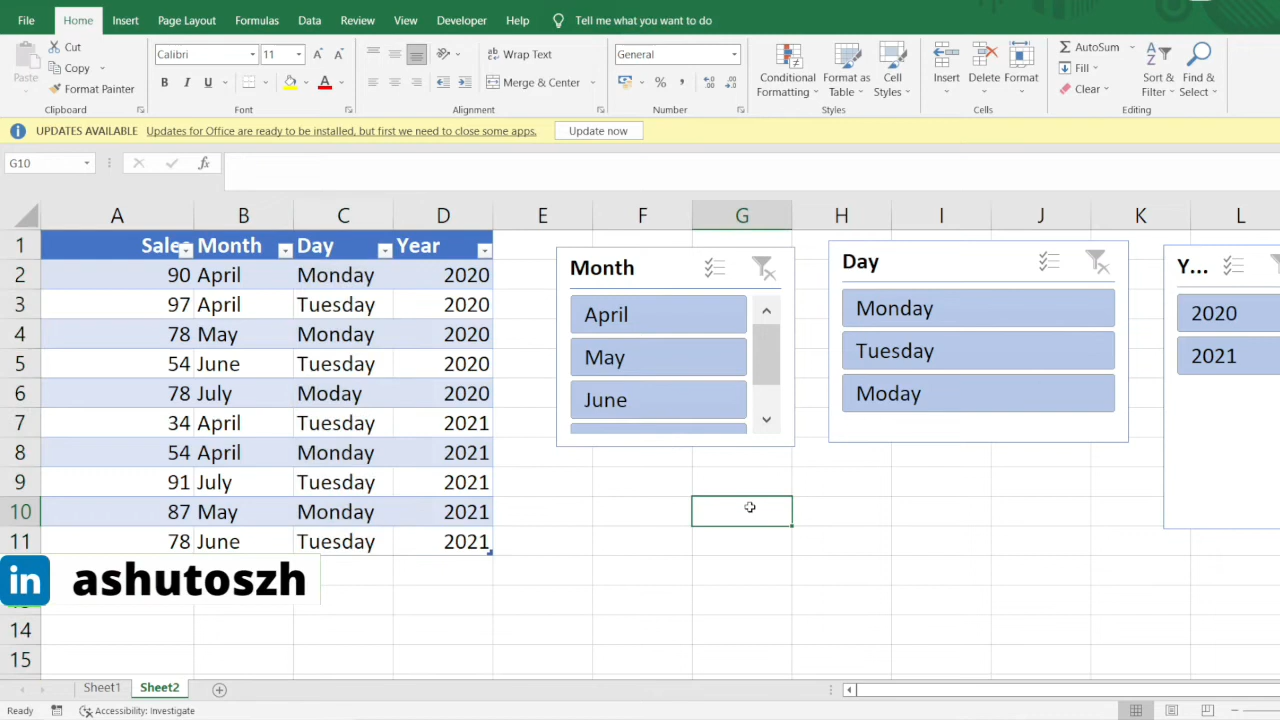 File Home Insert Page Layout Formulas Data Review View Developer Help Tell me what you want to do
Paste Cut Copy Format Painter
Calibri 11 A A B I U A
ab Wrap Text Merge & Center
General % , .00
Conditional Formatting Format as Table Cell Styles
Insert Delete Format
AutoSum Fill Clear Sort & Filter Find & Select
Clipboard Font Alignment Number Styles Cells Editing
UPDATES AVAILABLE Updates for Office are ready to be installed, but first we need to close some apps. Update now
G10 fx
A B C D E F G H I J K L
1 Sales Month Day Year
2 90 April Monday 2020
3 97 April Tuesday 2020
4 78 May Monday 2020
5 54 June Tuesday 2020
6 78 July Moday 2020
7 34 April Tuesday 2021
8 54 April Monday 2021
9 91 July Tuesday 2021
10 87 May Monday 2021
11 78 June Tuesday 2021
14
15
Month
April
May
June
Day
Monday
Tuesday
Moday
Y...
2020
2021
in ashutoszh
Sheet1 Sheet2
Ready Accessibility: Investigate